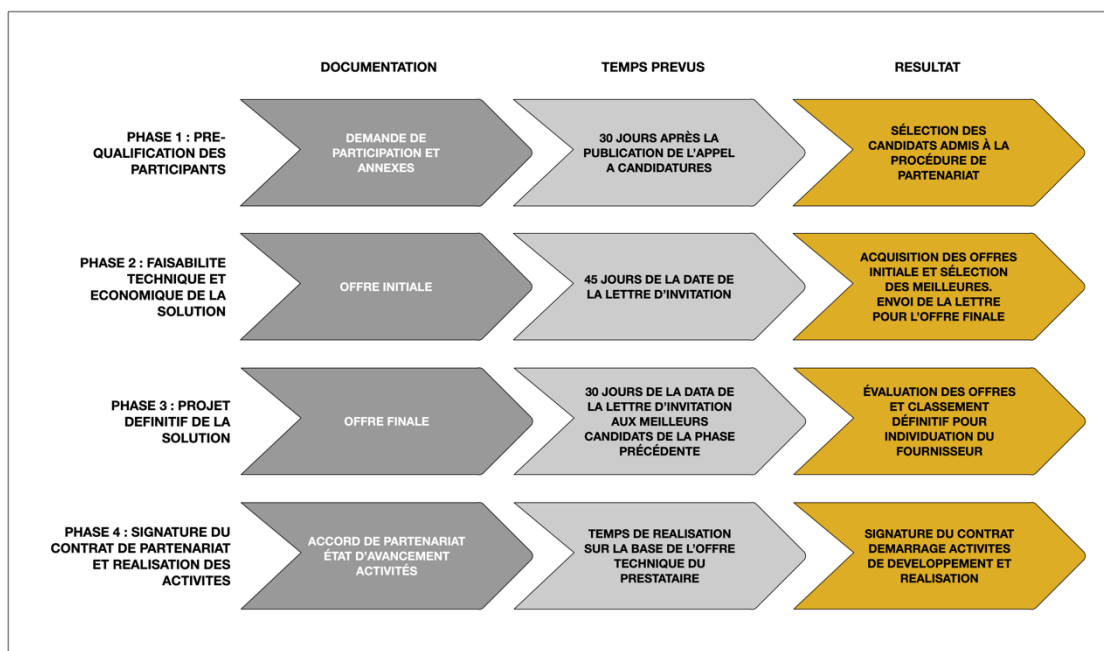 DOCUMENTATION
TEMPS PREVUS
RESULTAT
PHASE 1 : PRE-
QUALIFICATION DES
PARTICIPANTS
DEMANDE DE
PARTICIPATION ET
ANNEXES
30 JOURS APRÈS LA
PUBLICATION DE L'APPEL
A CANDIDATURES
SÉLECTION DES
CANDIDATS ADMIS À LA
PROCÉDURE DE
PARTENARIAT
PHASE 2 : FAISABILITE
TECHNIQUE ET
ECONOMIQUE DE LA
SOLUTION
OFFRE INITIALE
45 JOURS DE LA DATE DE
LA LETTRE D'INVITATION
ACQUISITION DES OFFRES
INITIALE ET SÉLECTION
DES MEILLEURES.
ENVOI DE LA LETTRE
POUR L'OFFRE FINALE
PHASE 3 : PROJET
DEFINITIF DE LA
SOLUTION
OFFRE FINALE
30 JOURS DE LA DATA DE
LA LETTRE D'INVITATION
AUX MEILLEURS
CANDIDATS DE LA PHASE
PRÉCÉDENTE
ÉVALUATION DES OFFRES
ET CLASSEMENT
DÉFINITIF POUR
INDIVIDUATION DU
FOURNISSEUR
PHASE 4 : SIGNATURE DU
CONTRAT DE PARTENARIAT
ET REALISATION DES
ACTIVITES
ACCORD DE PARTENARIAT
ÉTAT D'AVANCEMENT
ACTIVITÉS
TEMPS DE REALISATION
SUR LA BASE DE L'OFFRE
TECHNIQUE DU
PRESTATAIRE
SIGNATURE DU CONTRAT
DEMARRAGE ACTIVITES
DE DEVELOPPEMENT ET
REALISATION